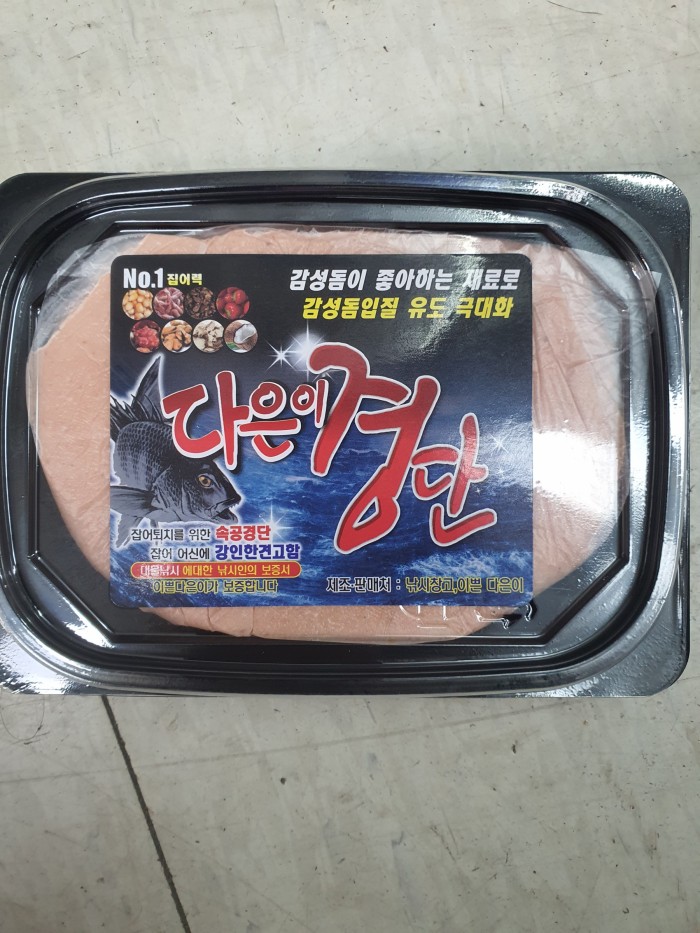 No.1 집어력
감성돔이 좋아하는 재료로
감성돔입질 유도 극대화
다은이경단
잡어퇴치를 위한 속공경단
잡어 어신에 강인한견고함
대물낚시 에대한 낚시인의 보증서
이쁜다은이가 보증합니다
제조·판매처 : 낚시창고,이쁜 다은이